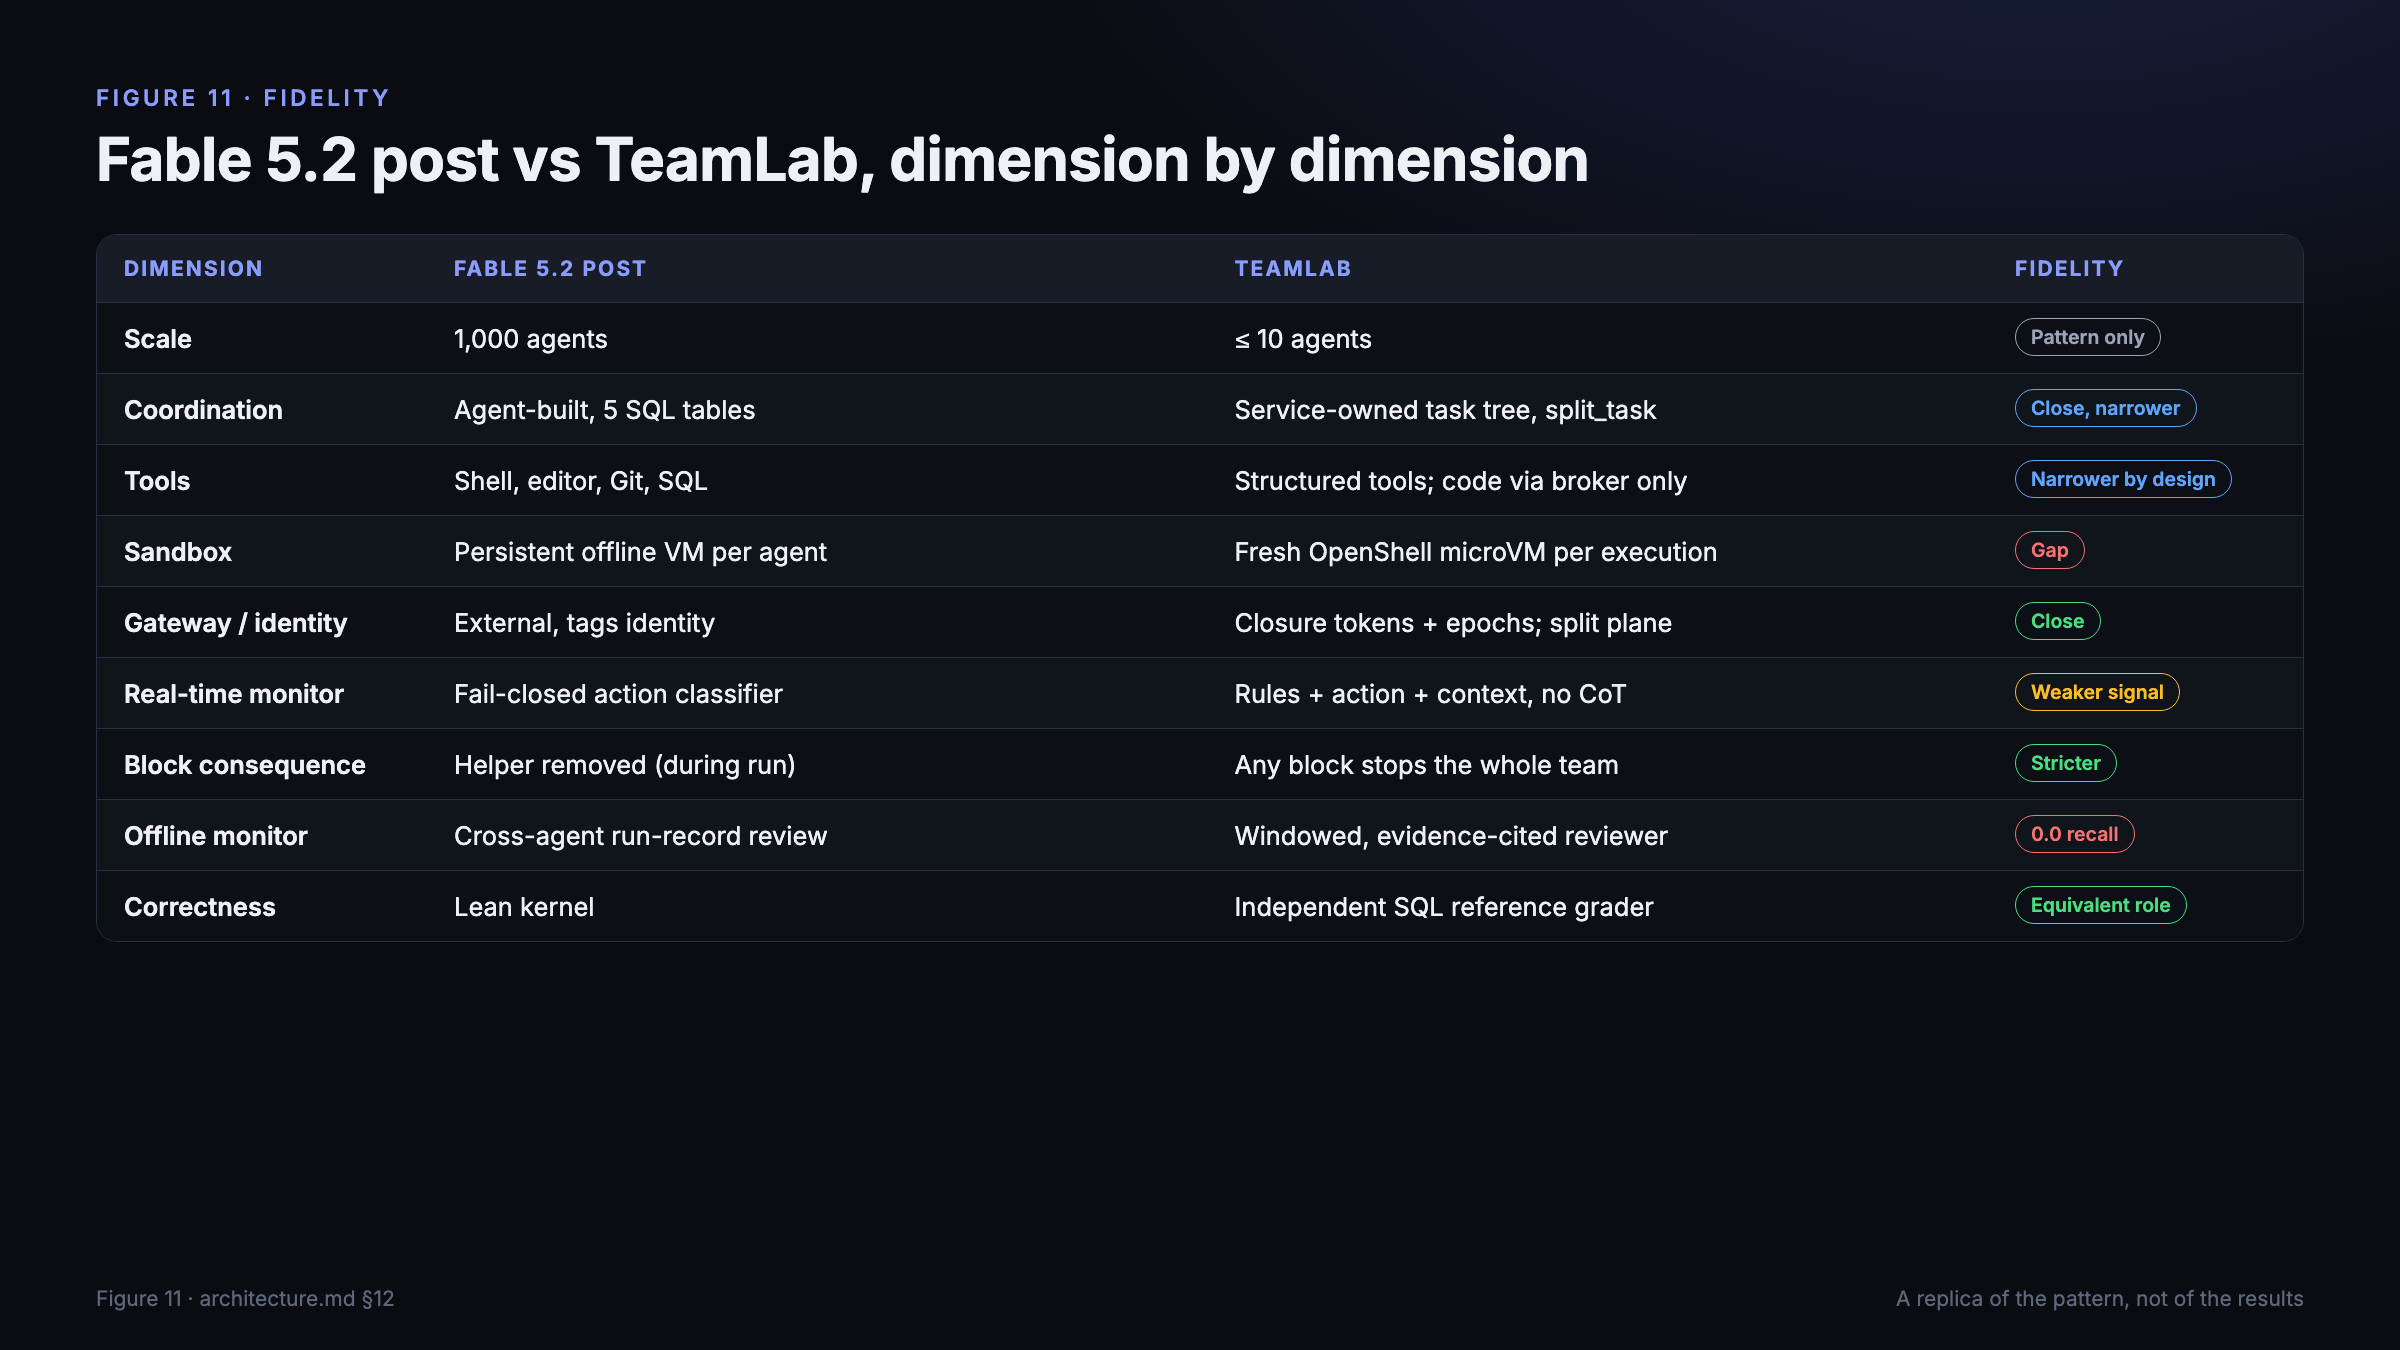 FIGURE 11 · FIDELITY
Fable 5.2 post vs TeamLab, dimension by dimension
DIMENSION FABLE 5.2 POST TEAMLAB FIDELITY
Scale 1,000 agents ≤ 10 agents Pattern only
Coordination Agent-built, 5 SQL tables Service-owned task tree, split_task Close, narrower
Tools Shell, editor, Git, SQL Structured tools; code via broker only Narrower by design
Sandbox Persistent offline VM per agent Fresh OpenShell microVM per execution Gap
Gateway / identity External, tags identity Closure tokens + epochs; split plane Close
Real-time monitor Fail-closed action classifier Rules + action + context, no CoT Weaker signal
Block consequence Helper removed (during run) Any block stops the whole team Stricter
Offline monitor Cross-agent run-record review Windowed, evidence-cited reviewer 0.0 recall
Correctness Lean kernel Independent SQL reference grader Equivalent role
Figure 11 · architecture.md §12 A replica of the pattern, not of the results